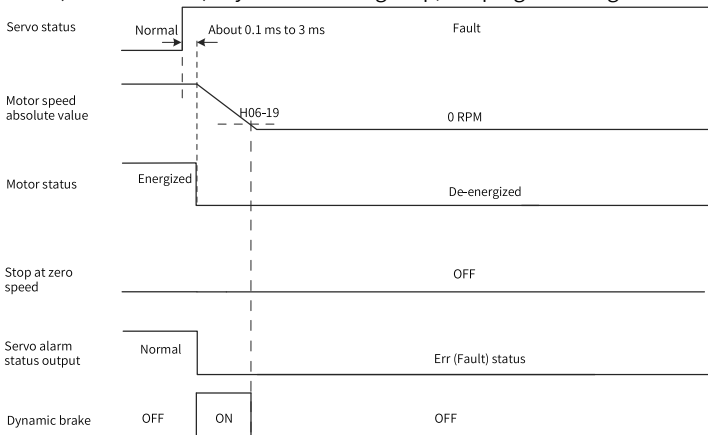 Servo status
Normal
About 0.1 ms to 3 ms
Fault
Motor speed
absolute value
H06-19
0 RPM
Motor status
Energized
De-energized
Stop at zero
speed
OFF
Servo alarm
status output
Normal
Err (Fault) status
Dynamic brake
OFF
ON
OFF